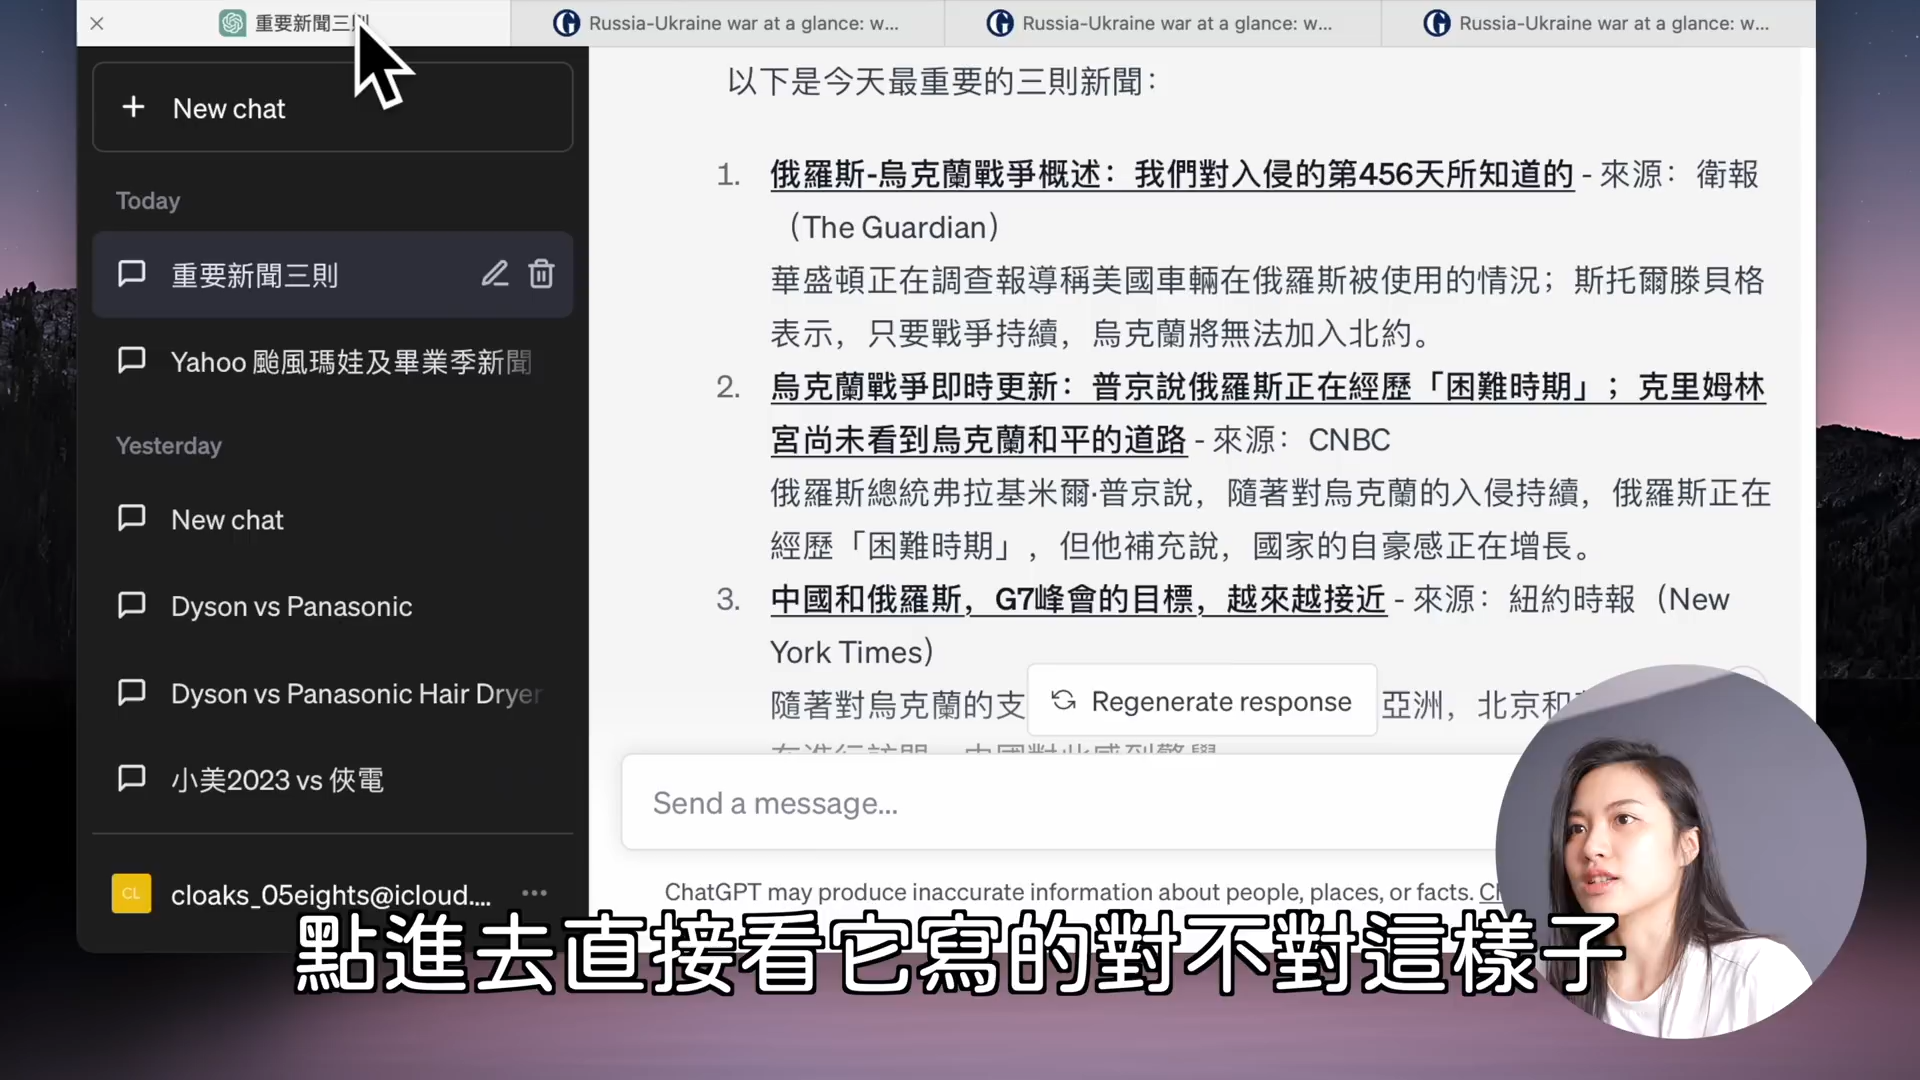 重要新聞三則
Russia-Ukraine war at a glance: w...
Russia-Ukraine war at a glance: w...
Russia-Ukraine war at a glance: w...
New chat
Today
重要新聞三則
Yahoo 颱風瑪娃及畢業季新聞
Yesterday
New chat
Dyson vs Panasonic
Dyson vs Panasonic Hair Dryer
小美2023 vs 俠電
CL
cloaks_05eights@icloud....
以下是今天最重要的三則新聞：
1. 俄羅斯-烏克蘭戰爭概述：我們對入侵的第456天所知道的 - 來源：衛報
（The Guardian）
華盛頓正在調查報導稱美國車輛在俄羅斯被使用的情況；斯托爾滕貝格
表示，只要戰爭持續，烏克蘭將無法加入北約。
2. 烏克蘭戰爭即時更新：普京說俄羅斯正在經歷「困難時期」；克里姆林
宮尚未看到烏克蘭和平的道路 - 來源：CNBC
俄羅斯總統弗拉基米爾·普京說，隨著對烏克蘭的入侵持續，俄羅斯正在
經歷「困難時期」，但他補充說，國家的自豪感正在增長。
3. 中國和俄羅斯，G7峰會的目標，越來越接近 - 來源：紐約時報（New
York Times）
隨著對烏克蘭的支
亞洲，北京和
Regenerate response
Send a message...
ChatGPT may produce inaccurate information about people, places, or facts.
點進去直接看它寫的對不對這樣子